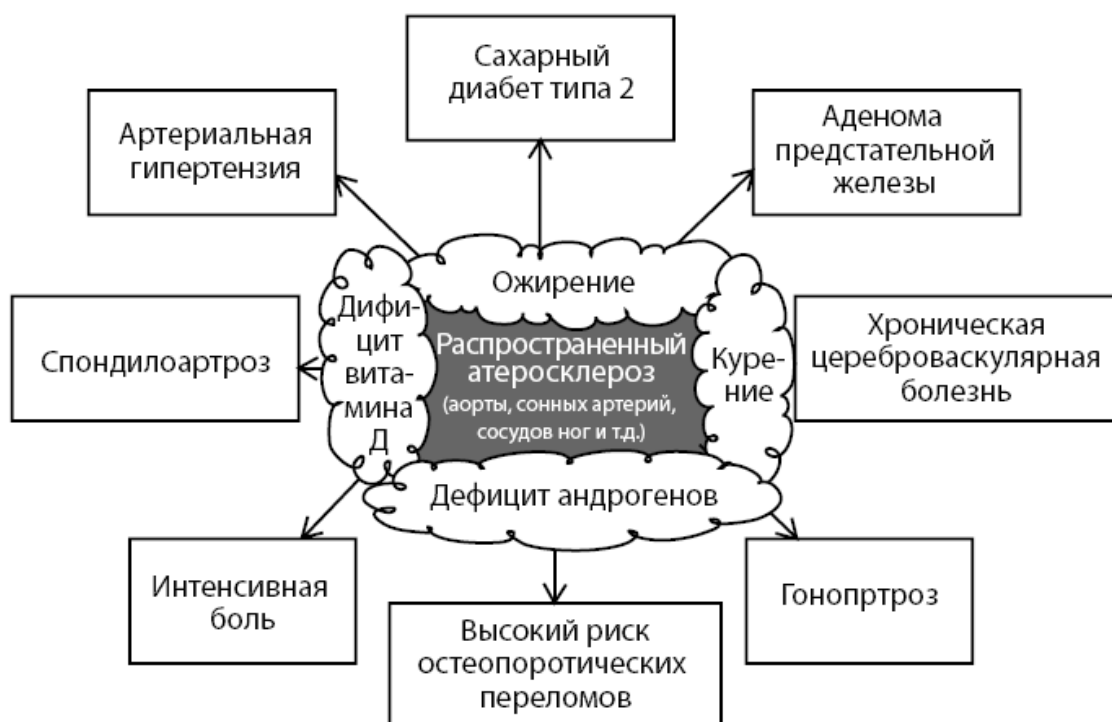 Сахарный
диабет типа 2
Артериальная
гипертензия
Аденома
предстательной
железы
Ожирение
Дифи-
цит
вита-
мина
Д
Распространенный
атеросклероз
(аорты, сонных артерий,
сосудов ног и т.д.)
Куре-
ние
Спондилоартроз
Хроническая
цереброваскулярная
болезнь
Дефицит андрогенов
Интенсивная
боль
Высокий риск
остеопоротических
переломов
Гонопртроз